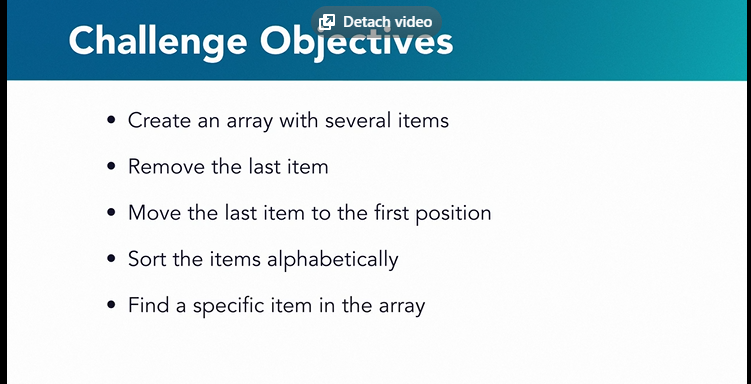 Detach video
Challenge Objectives
• Create an array with several items
• Remove the last item
• Move the last item to the first position
• Sort the items alphabetically
• Find a specific item in the array